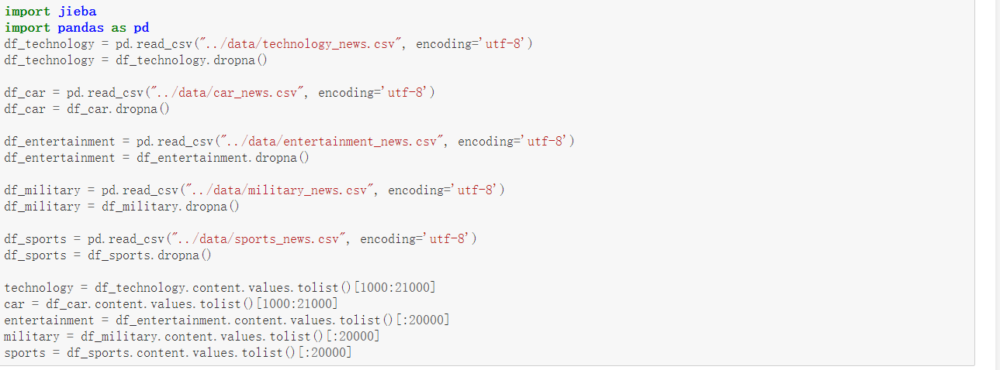 import jieba
import pandas as pd
df_technology = pd.read_csv("../data/technology_news.csv", encoding='utf-8')
df_technology = df_technology.dropna()
df_car = pd.read_csv("../data/car_news.csv", encoding='utf-8')
df_car = df_car.dropna()
df_entertainment = pd.read_csv("../data/entertainment_news.csv", encoding='utf-8')
df_entertainment = df_entertainment.dropna()
df_military = pd.read_csv("../data/military_news.csv", encoding='utf-8')
df_military = df_military.dropna()
df_sports = pd.read_csv("../data/sports_news.csv", encoding='utf-8')
df_sports = df_sports.dropna()
technology = df_technology.content.values.tolist()[1000:21000]
car = df_car.content.values.tolist()[1000:21000]
entertainment = df_entertainment.content.values.tolist()[:20000]
military = df_military.content.values.tolist()[:20000]
sports = df_sports.content.values.tolist()[:20000]